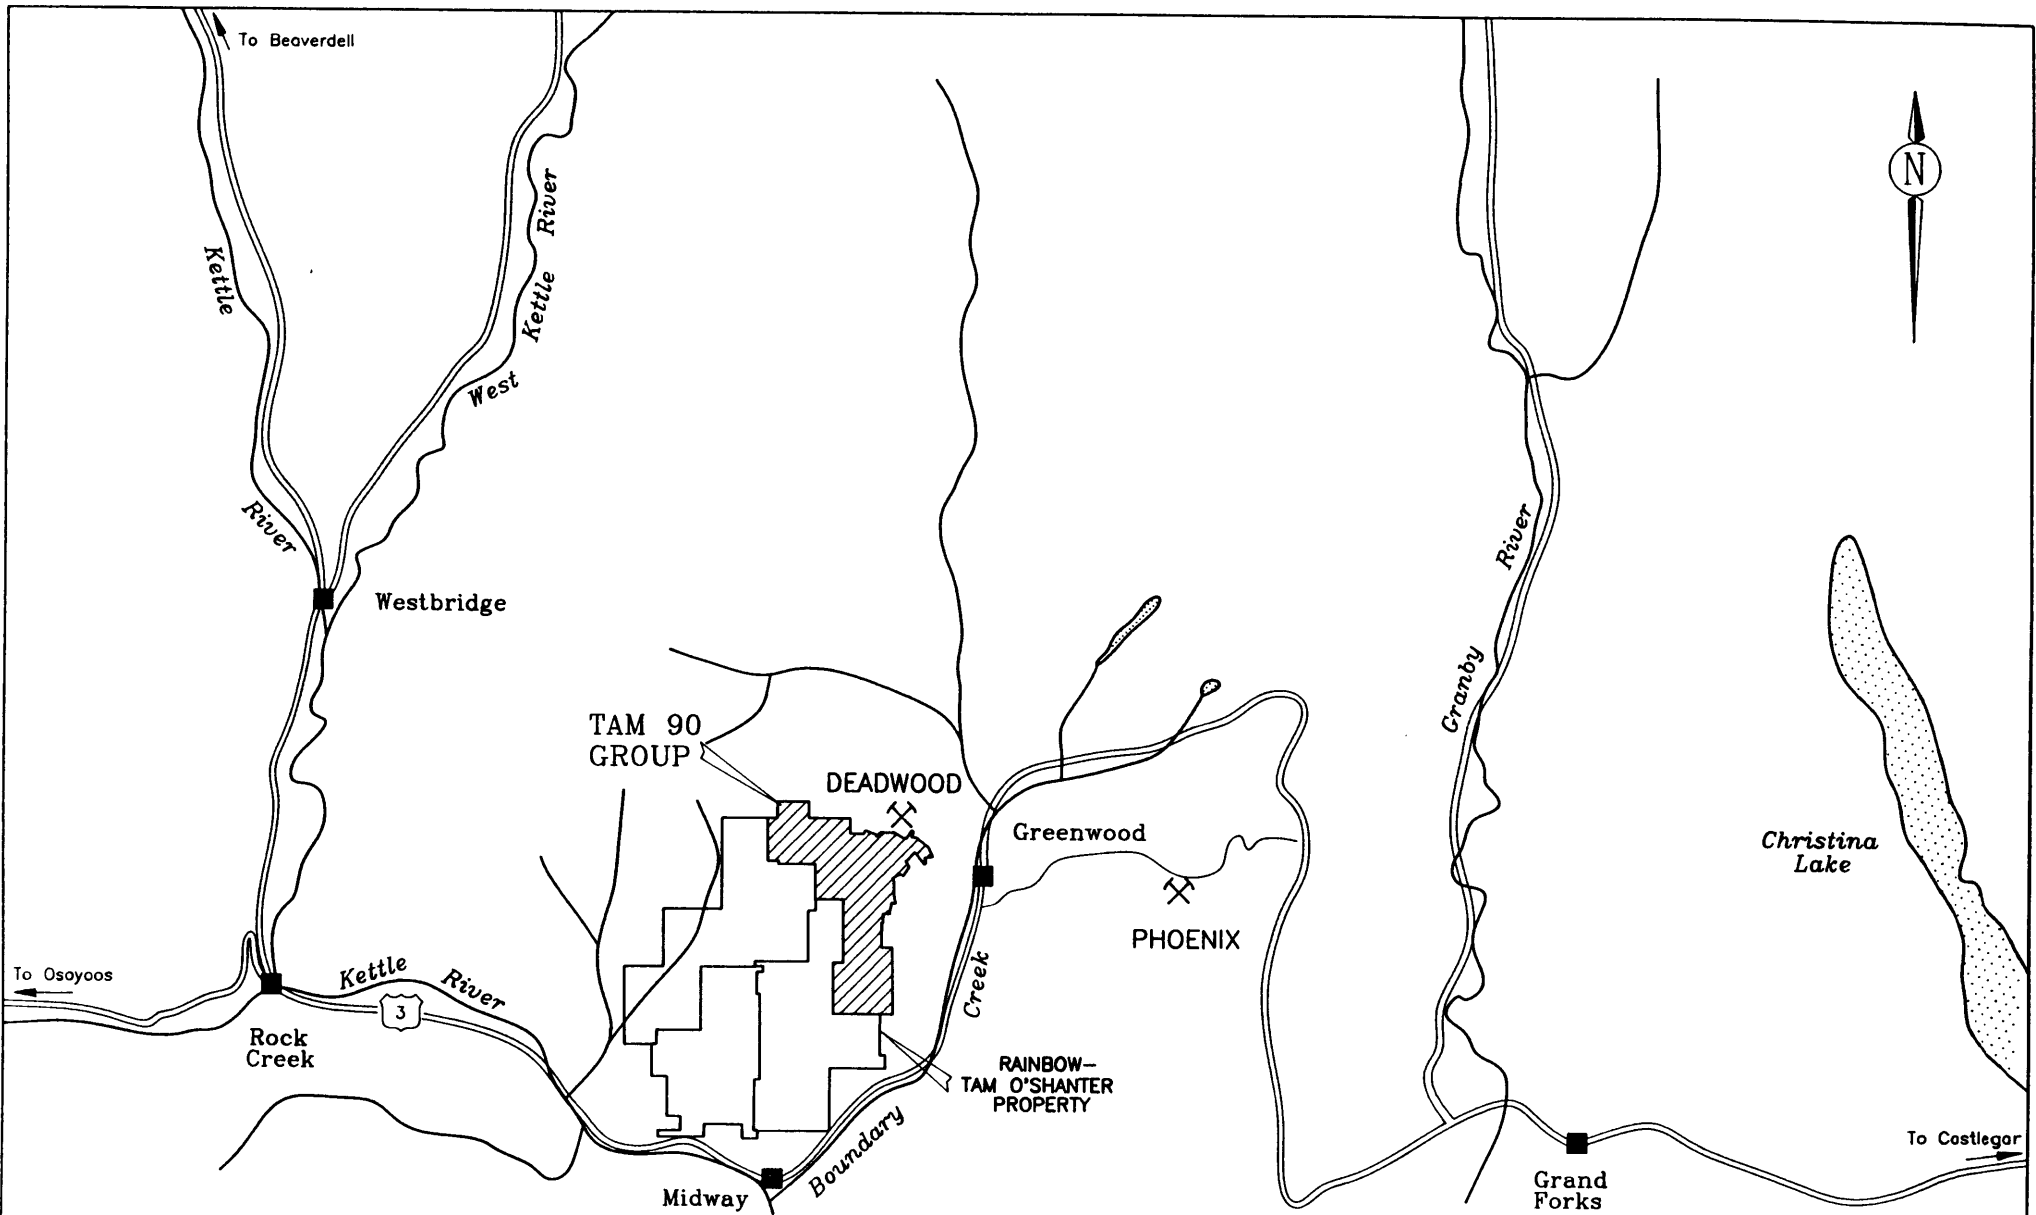 To Beaverdell
N
Kettle
River
West
Kettle
River
Westbridge
River
Granby
TAM 90
GROUP
DEADWOOD
Greenwood
Christina
Lake
PHOENIX
To Osoyoos
Kettle
River
3
Creek
Rock
Creek
RAINBOW—
TAM O'SHANTER
PROPERTY
Boundary
Midway
To Castlegar
Grand
Forks